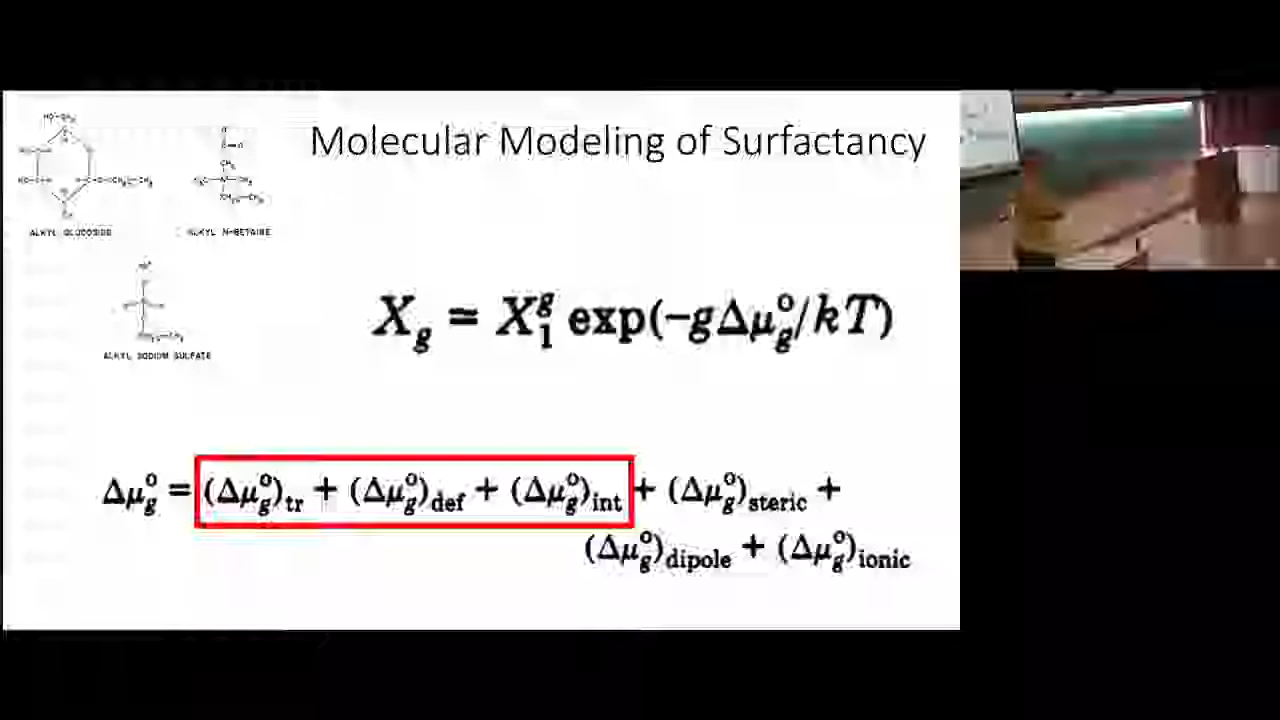 Molecular Modeling of Surfactancy
ALKYL GLUCOSIDE
ALKYL N-BETAINE
ALKYL SODIUM SULFATE
X_g = X_1^g exp(−gΔμ_g^o/kT)
Δμ_g^o = (Δμ_g^o)_tr + (Δμ_g^o)_def + (Δμ_g^o)_int + (Δμ_g^o)_steric +
(Δμ_g^o)_dipole + (Δμ_g^o)_ionic